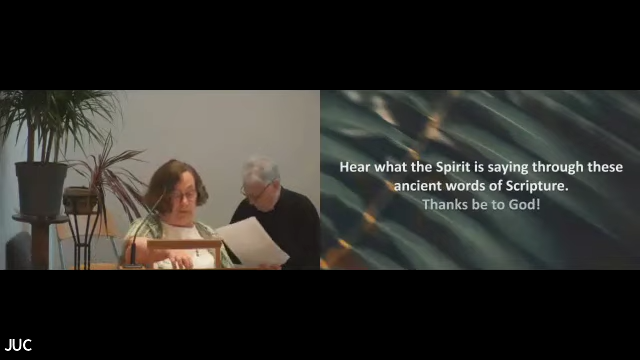 Hear what the Spirit is saying through these
ancient words of Scripture.
Thanks be to God!
JUC